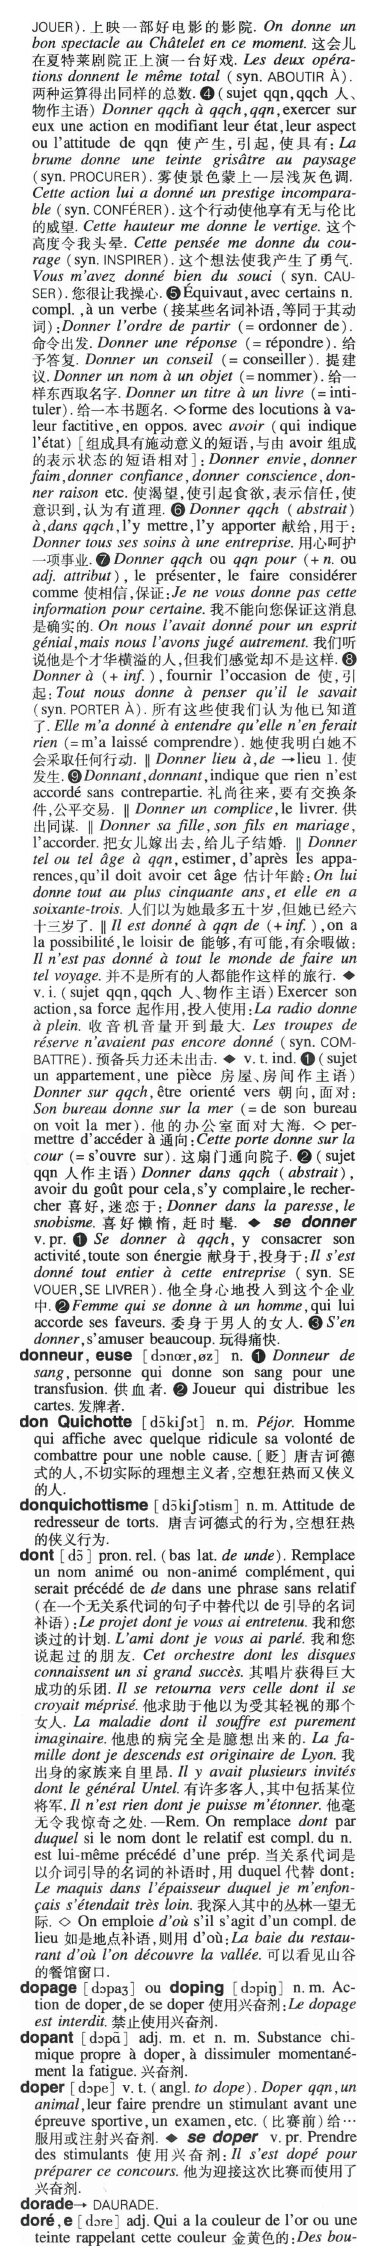 JOUER). 上映一部好电影的影院. On donne un
bon spectacle au Châtelet en ce moment. 这会儿
在夏特莱剧院正上演一台好戏. Les deux opéra-
tions donnent le même total (syn. ABOUTIR À).
两种运算得出同样的总数. ❹ (sujet qqn, qqch 人、
物作主语) Donner qqch à qqch, qqn, exercer sur
eux une action en modifiant leur état, leur aspect
ou l'attitude de qqn 使产生, 引起, 使具有: La
brume donne une teinte grisâtre au paysage
(syn. PROCURER). 雾使景色蒙上一层浅灰色调.
Cette action lui a donné un prestige incompara-
ble (syn. CONFÉRER). 这个行动使他享有无与伦比
的威望. Cette hauteur me donne le vertige. 这个
高度令我头晕. Cette pensée me donne du cou-
rage (syn. INSPIRER). 这个想法使我产生了勇气.
Vous m'avez donné bien du souci (syn. CAU-
SER). 您很让我操心. ❺ Équivaut, avec certains n.
compl., à un verbe (接某些名词补语, 等同于其动
词): Donner l'ordre de partir (= ordonner de).
命令出发. Donner une réponse (= répondre). 给
予答复. Donner un conseil (= conseiller). 提建
议. Donner un nom à un objet (= nommer). 给一
样东西取名字. Donner un titre à un livre (= inti-
tuler). 给一本书题名. ◇ forme des locutions à va-
leur factitive, en oppos. avec avoir (qui indique
l'état) [组成具有施动意义的短语, 与由 avoir 组成
的表示状态的短语相对]: Donner envie, donner
faim, donner confiance, donner conscience, don-
ner raison etc. 使渴望, 使引起食欲, 表示信任, 使
意识到, 认为有道理. ❻ Donner qqch (abstrait)
à, dans qqch, l'y mettre, l'y apporter 献给, 用于:
Donner tous ses soins à une entreprise. 用心呵护
一项事业. ❼ Donner qqch ou qqn pour (+ n. ou
adj. attribut), le présenter, le faire considérer
comme 使相信, 保证: Je ne vous donne pas cette
information pour certaine. 我不能向您保证这消息
是确实的. On nous l'avait donné pour un esprit
génial, mais nous l'avons jugé autrement. 我们听
说他是个才华横溢的人, 但我们感觉却不是这样. ❽
Donner à (+ inf.), fournir l'occasion de 使, 引
起: Tout nous donne à penser qu'il le savait
(syn. PORTER À). 所有这些使我们认为他已知道
了. Elle m'a donné à entendre qu'elle n'en ferait
rien (= m'a laissé comprendre). 她使我明白她不
会采取任何行动. ‖ Donner lieu à, de → lieu 1. 使
发生. ❾ Donnant, donnant, indique que rien n'est
accordé sans contrepartie. 礼尚往来, 要有交换条
件, 公平交易. ‖ Donner un complice, le livrer. 供
出同谋. ‖ Donner sa fille, son fils en mariage,
l'accorder. 把女儿嫁出去, 给儿子结婚. ‖ Donner
tel ou tel âge à qqn, estimer, d'après les appa-
rences, qu'il doit avoir cet âge 估计年龄: On lui
donne tout au plus cinquante ans, et elle en a
soixante-trois. 人们以为她最多五十岁, 但她已经六
十三岁了. ‖ Il est donné à qqn de (+ inf.), on a
la possibilité, le loisir de 能够, 有可能, 有余暇做:
Il n'est pas donné à tout le monde de faire un
tel voyage. 并不是所有的人都能作这样的旅行. ◆
v. i. (sujet qqn, qqch 人、物作主语) Exercer son
action, sa force 起作用, 投入使用: La radio donne
à plein. 收音机音量开到最大. Les troupes de
réserve n'avaient pas encore donné (syn. COM-
BATTRE). 预备兵力还未出击. ◆ v. t. ind. ❶ (sujet
un appartement, une pièce 房屋、房间作主语)
Donner sur qqch, être orienté vers 朝向, 面对:
Son bureau donne sur la mer (= de son bureau
on voit la mer). 他的办公室面对大海. ◇ per-
mettre d'accéder à 通向: Cette porte donne sur la
cour (= s'ouvre sur). 这扇门通向院子. ❷ (sujet
qqn 人作主语) Donner dans qqch (abstrait),
avoir du goût pour cela, s'y complaire, le recher-
cher 喜好, 迷恋于: Donner dans la paresse, le
snobisme. 喜好懒惰, 赶时髦. ◆ se donner
v. pr. ❶ Se donner à qqch, y consacrer son
activité, toute son énergie 献身于, 投身于: Il s'est
donné tout entier à cette entreprise (syn. SE
VOUER, SE LIVRER). 他全身心地投入到这个企业
中. ❷ Femme qui se donne à un homme, qui lui
accorde ses faveurs. 委身于男人的女人. ❸ S'en
donner, s'amuser beaucoup. 玩得痛快.
donneur, euse [dɔnœr, øz] n. ❶ Donneur de
sang, personne qui donne son sang pour une
transfusion. 供血者. ❷ Joueur qui distribue les
cartes. 发牌者.
don Quichotte [dɔ̃kiʃɔt] n. m. Péjor. Homme
qui affiche avec quelque ridicule sa volonté de
combattre pour une noble cause. [贬] 唐吉诃德
式的人, 不切实际的理想主义者, 空想狂热而又侠义
的人.
donquichottisme [dɔ̃kiʃɔtism] n. m. Attitude de
redresseur de torts. 唐吉诃德式的行为, 空想狂热
的侠义行为.
dont [dɔ̃] pron. rel. (bas lat. de unde). Remplace
un nom animé ou non-animé complément, qui
serait précédé de de dans une phrase sans relatif
(在一个无关系代词的句子中替代以 de 引导的名词
补语): Le projet dont je vous ai entretenu. 我和您
谈过的计划. L'ami dont je vous ai parlé. 我和您
说起过的朋友. Cet orchestre dont les disques
connaissent un si grand succès. 其唱片获得巨大
成功的乐团. Il se retourna vers celle dont il se
croyait méprisé. 他求助于他以为受其轻视的那个
女人. La maladie dont il souffre est purement
imaginaire. 他患的病完全是臆想出来的. La fa-
mille dont je descends est originaire de Lyon. 我
出身的家族来自里昂. Il y avait plusieurs invités
dont le général Untel. 有许多客人, 其中包括某位
将军. Il n'est rien dont je puisse m'étonner. 他毫
无令我惊奇之处. —Rem. On remplace dont par
duquel si le nom dont le relatif est compl. du n.
est lui-même précédé d'une prép. 当关系代词是
以介词引导的名词的补语时, 用 duquel 代替 dont:
Le maquis dans l'épaisseur duquel je m'enfon-
çais s'étendait très loin. 我深入其中的丛林一望无
际. ◇ On emploie d'où s'il s'agit d'un compl. de
lieu 如是地点补语, 则用 d'où: La baie du restau-
rant d'où l'on découvre la vallée. 可以看见山谷
的餐馆窗口.
dopage [dɔpaʒ] ou doping [dɔpiŋ] n. m. Ac-
tion de doper, de se doper 使用兴奋剂: Le dopage
est interdit. 禁止使用兴奋剂.
dopant [dɔpɑ̃] adj. m. et n. m. Substance chi-
mique propre à doper, à dissimuler momentané-
ment la fatigue. 兴奋剂.
doper [dɔpe] v. t. (angl. to dope). Doper qqn, un
animal, leur faire prendre un stimulant avant une
épreuve sportive, un examen, etc. (比赛前) 给…
服用或注射兴奋剂. ◆ se doper v. pr. Prendre
des stimulants 使用兴奋剂: Il s'est dopé pour
préparer ce concours. 他为迎接这次比赛而使用了
兴奋剂.
dorade → DAURADE.
doré, e [dɔre] adj. Qui a la couleur de l'or ou une
teinte rappelant cette couleur 金黄色的: Des bou-